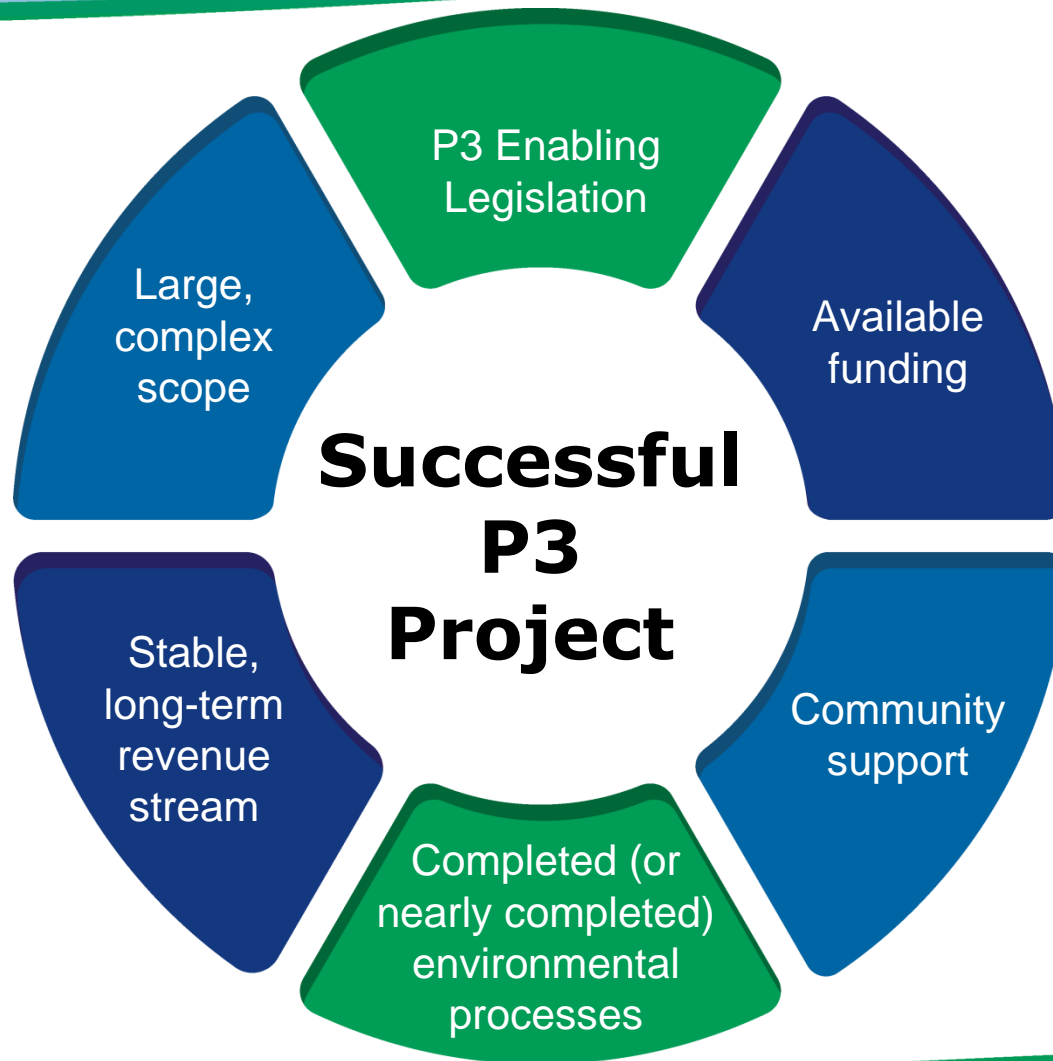 P3 Enabling
Legislation
Available
funding
Community
support
Completed (or
nearly completed)
environmental
processes
Stable,
long-term
revenue
stream
Large,
complex
scope
Successful
P3
Project